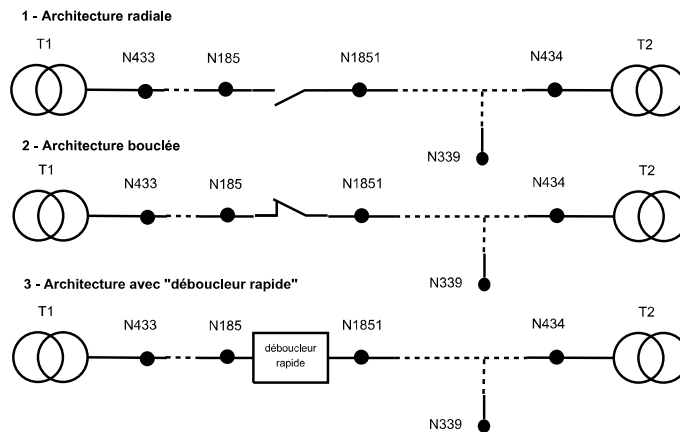 1 - Architecture radiale
T1
N433
N185
N1851
N434
T2
N339
2 - Architecture bouclée
T1
N433
N185
N1851
N434
T2
N339
3 - Architecture avec "déboucleur rapide"
T1
N433
N185
N1851
N434
T2
déboucleur
rapide
N339